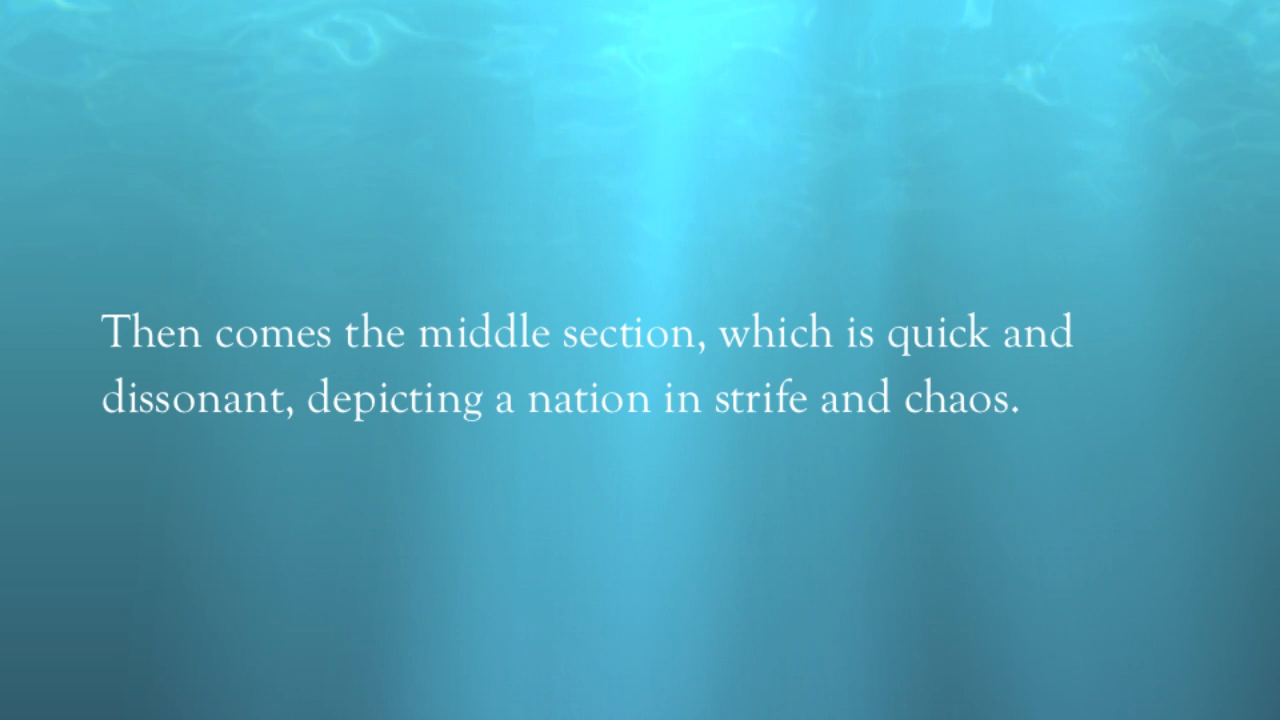 Then comes the middle section, which is quick and
dissonant, depicting a nation in strife and chaos.